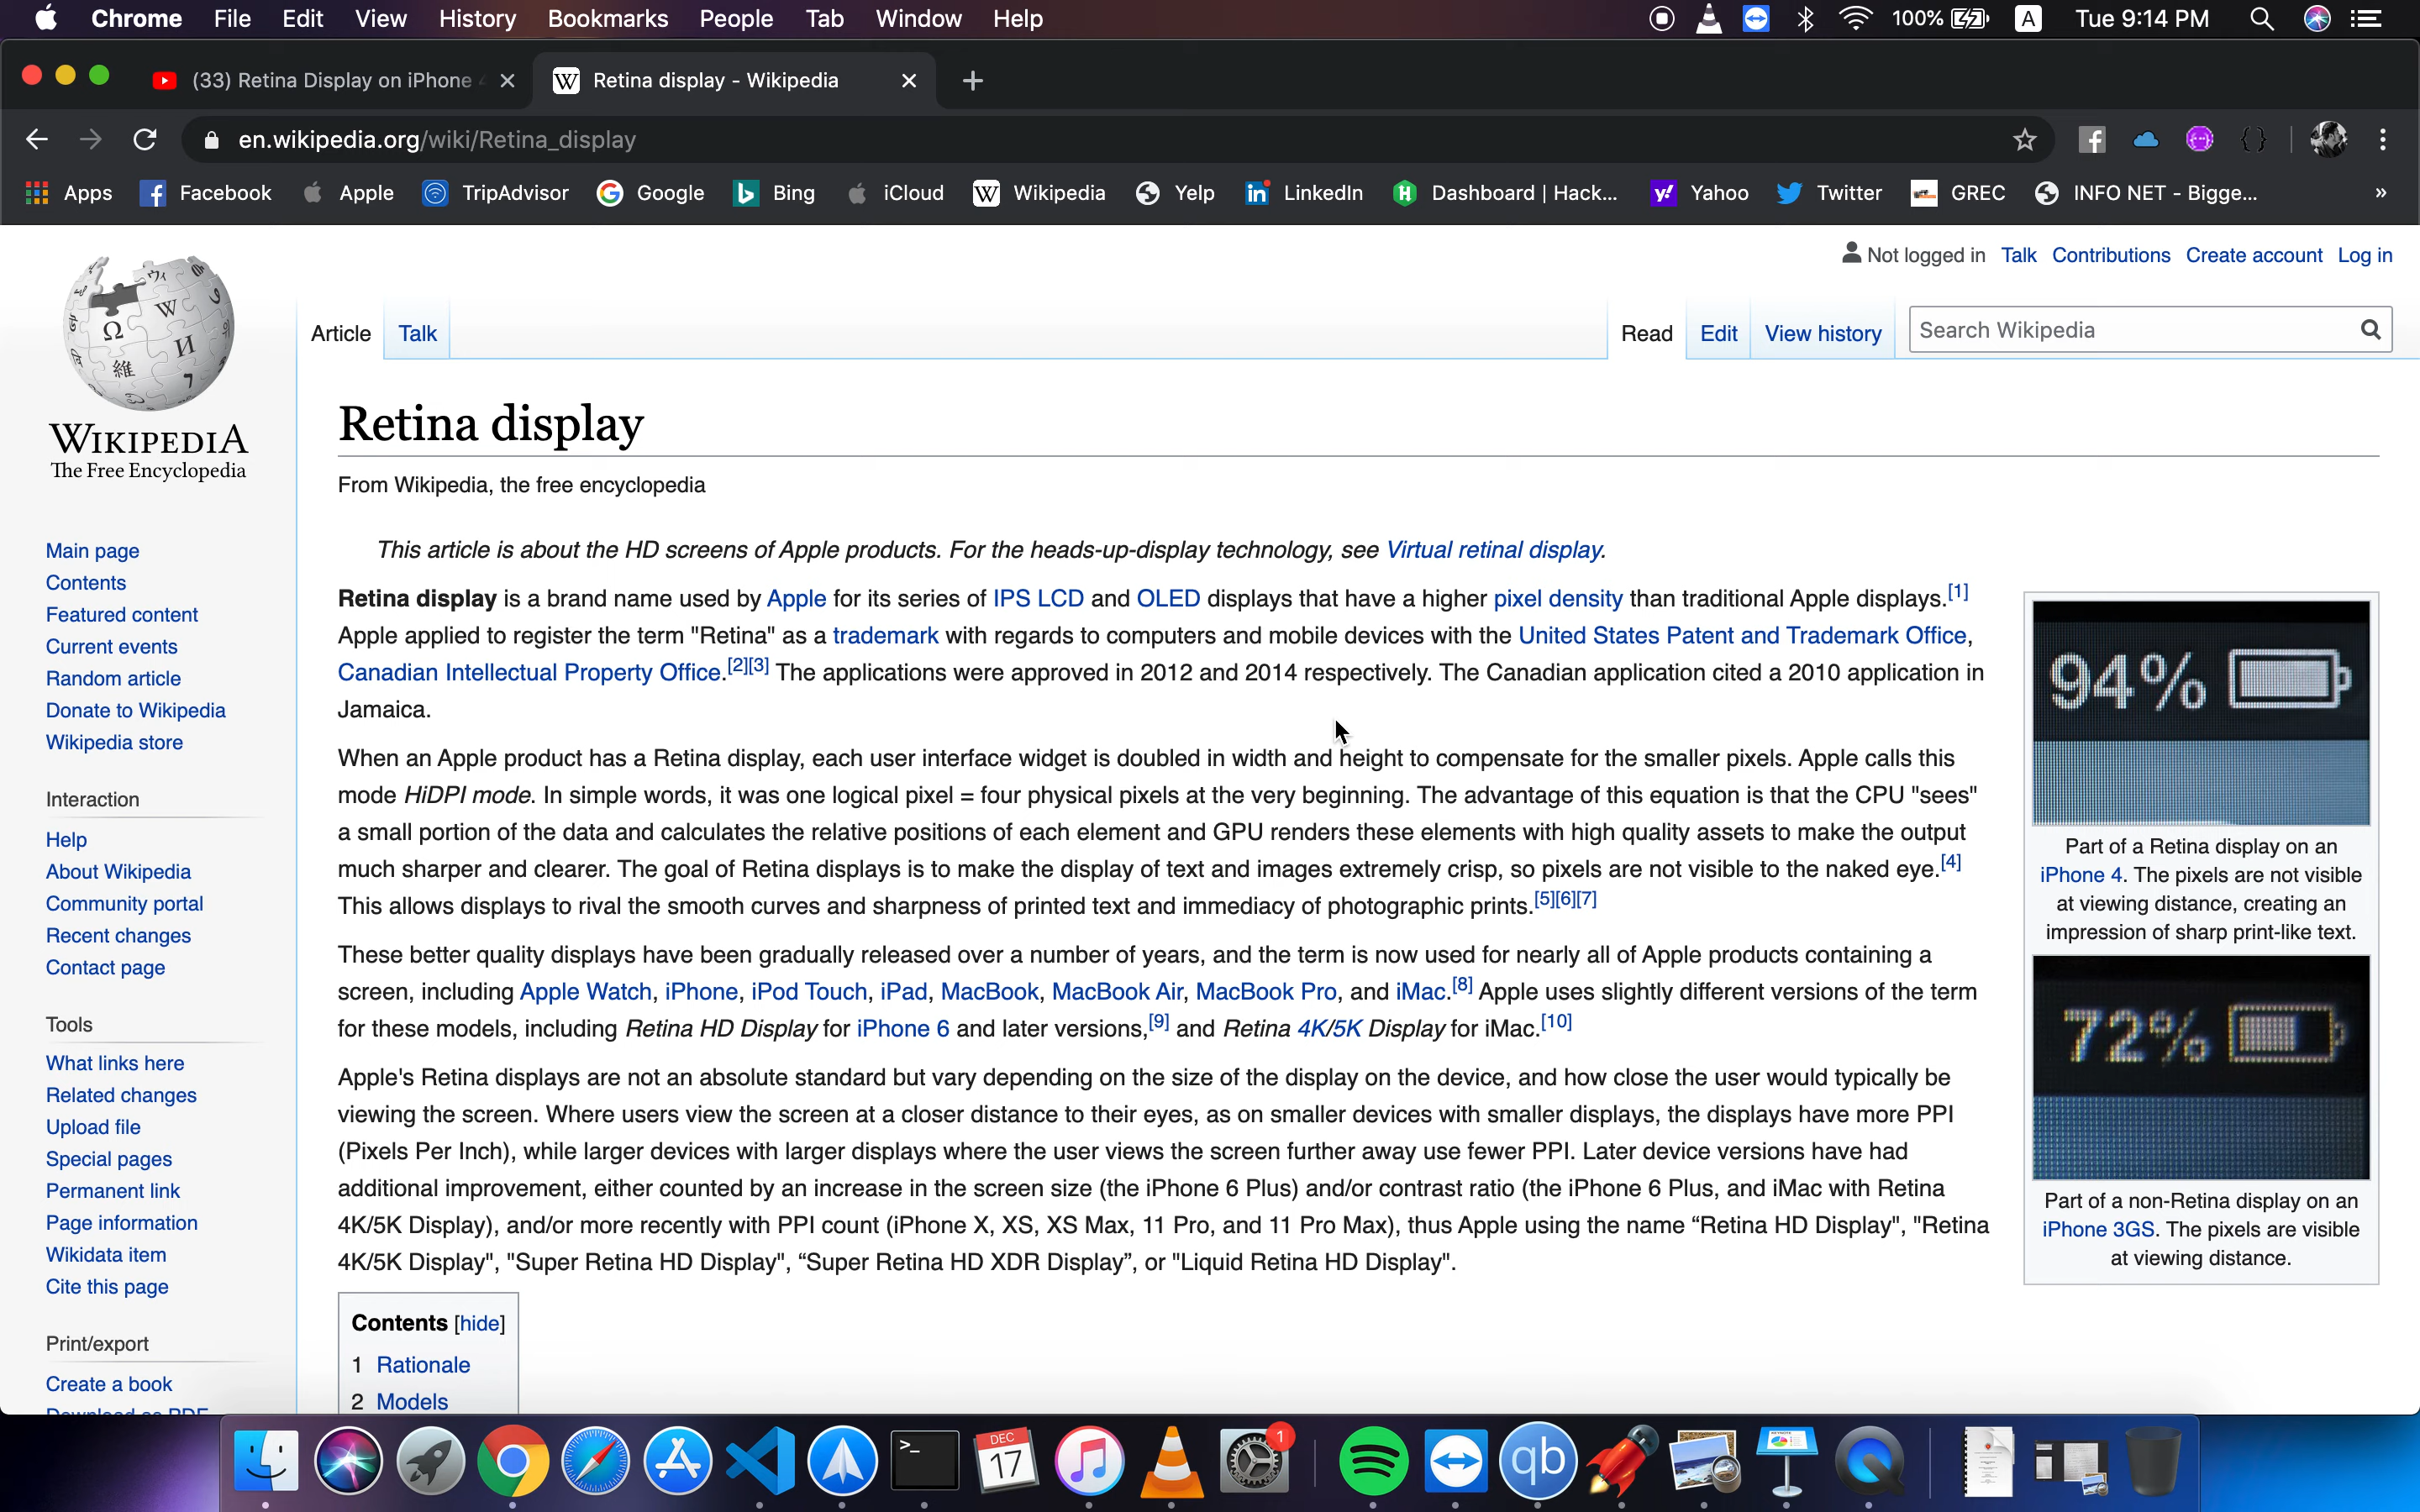 Chrome File Edit View History Bookmarks People Tab Window Help 100% A Tue 9:14 PM
(33) Retina Display on iPhone
Retina display - Wikipedia
en.wikipedia.org/wiki/Retina_display
Apps Facebook Apple TripAdvisor Google Bing iCloud Wikipedia Yelp LinkedIn Dashboard | Hack... Yahoo Twitter GREC INFO NET - Bigge... »
Not logged in Talk Contributions Create account Log in
Article Talk Read Edit View history Search Wikipedia
WIKIPEDIA
The Free Encyclopedia
Main page
Contents
Featured content
Current events
Random article
Donate to Wikipedia
Wikipedia store
Interaction
Help
About Wikipedia
Community portal
Recent changes
Contact page
Tools
What links here
Related changes
Upload file
Special pages
Permanent link
Page information
Wikidata item
Cite this page
Print/export
Create a book
Retina display
From Wikipedia, the free encyclopedia
This article is about the HD screens of Apple products. For the heads-up-display technology, see Virtual retinal display.
Retina display is a brand name used by Apple for its series of IPS LCD and OLED displays that have a higher pixel density than traditional Apple displays.[1]
Apple applied to register the term "Retina" as a trademark with regards to computers and mobile devices with the United States Patent and Trademark Office,
Canadian Intellectual Property Office.[2][3] The applications were approved in 2012 and 2014 respectively. The Canadian application cited a 2010 application in
Jamaica.
When an Apple product has a Retina display, each user interface widget is doubled in width and height to compensate for the smaller pixels. Apple calls this
mode HiDPI mode. In simple words, it was one logical pixel = four physical pixels at the very beginning. The advantage of this equation is that the CPU "sees"
a small portion of the data and calculates the relative positions of each element and GPU renders these elements with high quality assets to make the output
much sharper and clearer. The goal of Retina displays is to make the display of text and images extremely crisp, so pixels are not visible to the naked eye.[4]
This allows displays to rival the smooth curves and sharpness of printed text and immediacy of photographic prints.[5][6][7]
These better quality displays have been gradually released over a number of years, and the term is now used for nearly all of Apple products containing a
screen, including Apple Watch, iPhone, iPod Touch, iPad, MacBook, MacBook Air, MacBook Pro, and iMac.[8] Apple uses slightly different versions of the term
for these models, including Retina HD Display for iPhone 6 and later versions,[9] and Retina 4K/5K Display for iMac.[10]
Apple's Retina displays are not an absolute standard but vary depending on the size of the display on the device, and how close the user would typically be
viewing the screen. Where users view the screen at a closer distance to their eyes, as on smaller devices with smaller displays, the displays have more PPI
(Pixels Per Inch), while larger devices with larger displays where the user views the screen further away use fewer PPI. Later device versions have had
additional improvement, either counted by an increase in the screen size (the iPhone 6 Plus) and/or contrast ratio (the iPhone 6 Plus, and iMac with Retina
4K/5K Display), and/or more recently with PPI count (iPhone X, XS, XS Max, 11 Pro, and 11 Pro Max), thus Apple using the name “Retina HD Display", "Retina
4K/5K Display", "Super Retina HD Display", “Super Retina HD XDR Display”, or "Liquid Retina HD Display".
Contents [hide]
1 Rationale
2 Models
94%
Part of a Retina display on an
iPhone 4. The pixels are not visible
at viewing distance, creating an
impression of sharp print-like text.
72%
Part of a non-Retina display on an
iPhone 3GS. The pixels are visible
at viewing distance.
DEC
17
1
qb